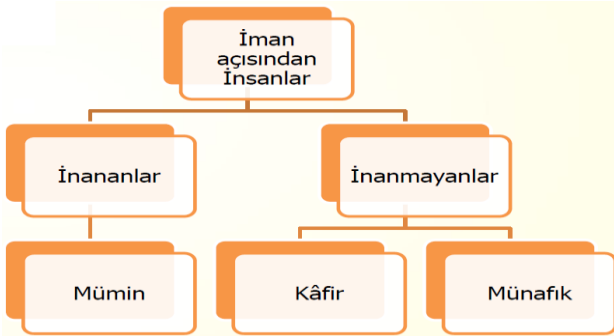 İman
açısından
İnsanlar
İnananlar
İnanmayanlar
Mümin
Kâfir
Münafık